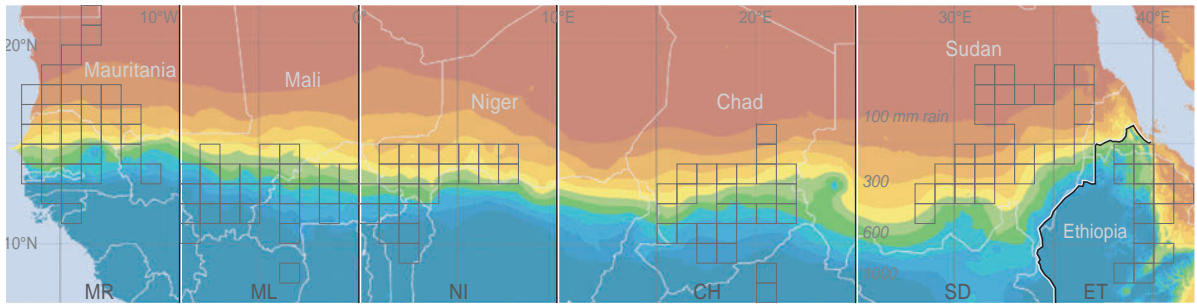 10°W 0° 10°E 20°E 30°E 40°E
20°N
Sudan
Mauritania
Mali
Niger
Chad
100 mm rain
300
600
Ethiopia
10°N
1000
MR ML NI CH SD ET